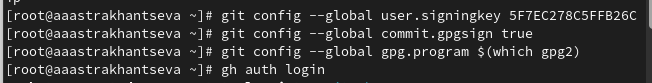 [root@aaastrakhantseva ~]# git config --global user.signingkey 5F7EC278C5FFB26C
[root@aaastrakhantseva ~]# git config --global commit.gpgsign true
[root@aaastrakhantseva ~]# git config --global gpg.program $(which gpg2)
[root@aaastrakhantseva ~]# gh auth login